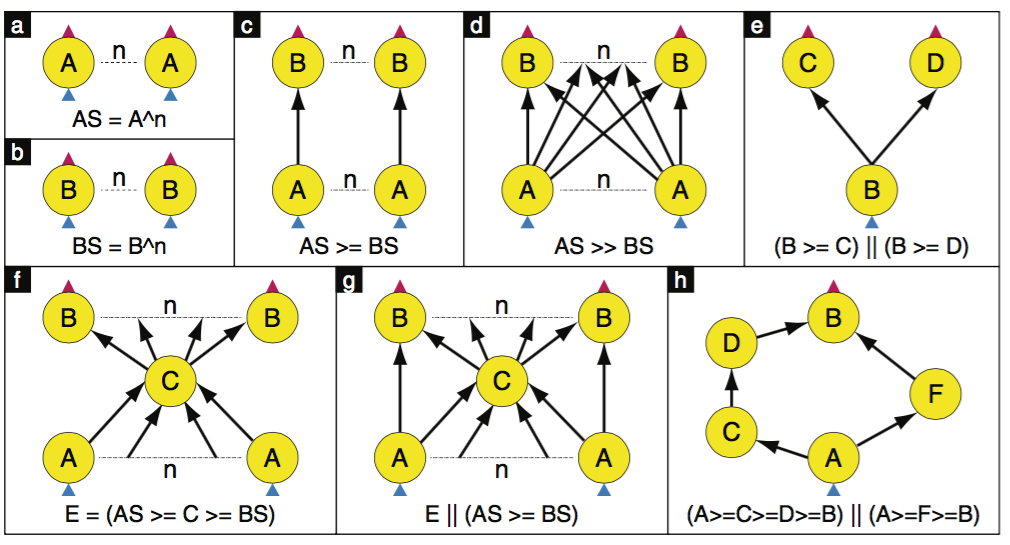 a
A n A
AS = A^n
b
B n B
BS = B^n
c
B n B
A n A
AS >= BS
d
B n B
A n A
AS >> BS
e
C D
B
(B >= C) || (B >= D)
f
B n B
C
A n A
E = (AS >= C >= BS)
g
B n B
C
A n A
E || (AS >= BS)
h
B
D
F
C
A
(A>=C>=D>=B) || (A>=F>=B)